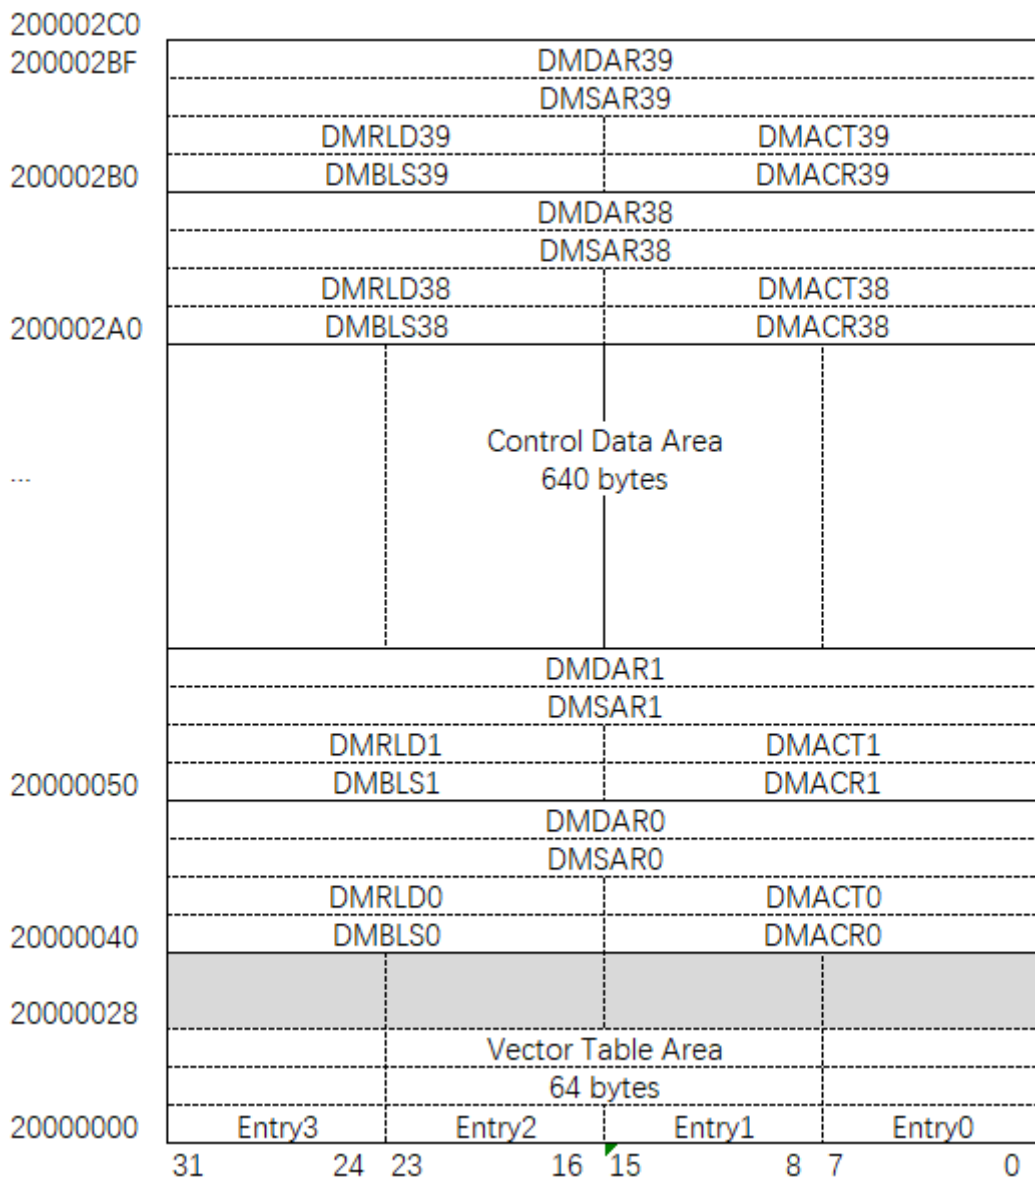 200002C0
200002BF DMDAR39
DMSAR39
DMRLD39 DMACT39
200002B0 DMBLS39 DMACR39
DMDAR38
DMSAR38
DMRLD38 DMACT38
200002A0 DMBLS38 DMACR38
Control Data Area
... 640 bytes
DMDAR1
DMSAR1
DMRLD1 DMACT1
20000050 DMBLS1 DMACR1
DMDAR0
DMSAR0
DMRLD0 DMACT0
20000040 DMBLS0 DMACR0
20000028
Vector Table Area
64 bytes
20000000 Entry3 Entry2 Entry1 Entry0
31 24 23 16 15 8 7 0